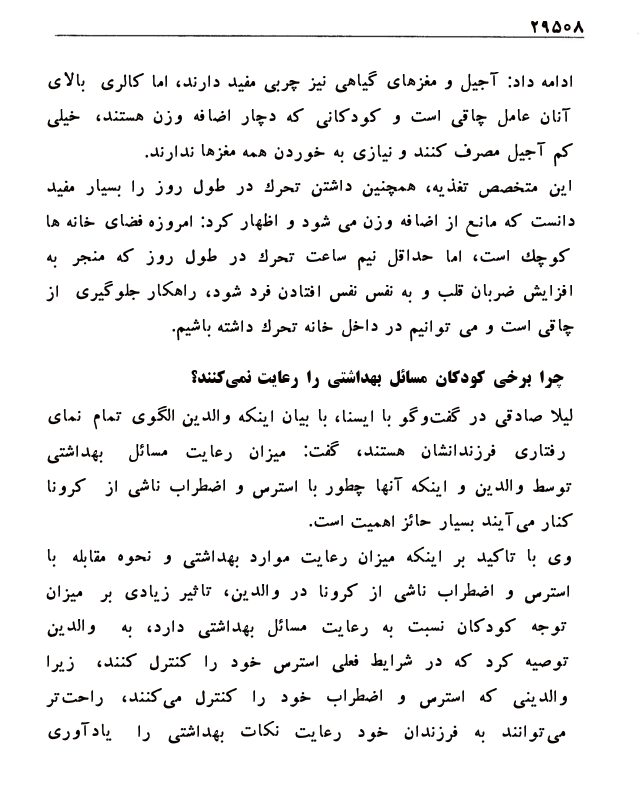 ۲۹۵۰۸
ادامه داد: آجیل و مغزهای گیاهی نیز چربی مفید دارند، اما کالری بالای
آنان عامل چاقی است و کودکانی که دچار اضافه وزن هستند، خیلی
کم آجیل مصرف کنند و نیازی به خوردن همه مغزها ندارند.
این متخصص تغذیه، همچنین داشتن تحرك در طول روز را بسیار مفید
دانست که مانع از اضافه وزن می شود و اظهار کرد: امروزه فضای خانه ها
کوچك است، اما حداقل نیم ساعت تحرك در طول روز که منجر به
افزایش ضربان قلب و به نفس نفس افتادن فرد شود، راهکار جلوگیری از
چاقی است و می توانیم در داخل خانه تحرك داشته باشیم.
چرا برخی کودکان مسائل بهداشتی را رعایت نمی‌کنند؟
لیلا صادقی در گفت‌وگو با ایسنا، با بیان اینکه والدین الگوی تمام نمای
رفتاری فرزندانشان هستند، گفت: میزان رعایت مسائل بهداشتی
توسط والدین و اینکه آنها چطور با استرس و اضطراب ناشی از کرونا
کنار می‌آیند بسیار حائز اهمیت است.
وی با تاکید بر اینکه میزان رعایت موارد بهداشتی و نحوه مقابله با
استرس و اضطراب ناشی از کرونا در والدین، تاثیر زیادی بر میزان
توجه کودکان نسبت به رعایت مسائل بهداشتی دارد، به والدین
توصیه کرد که در شرایط فعلی استرس خود را کنترل کنند، زیرا
والدینی که استرس و اضطراب خود را کنترل می‌کنند، راحت‌تر
می‌توانند به فرزندان خود رعایت نکات بهداشتی را یادآوری